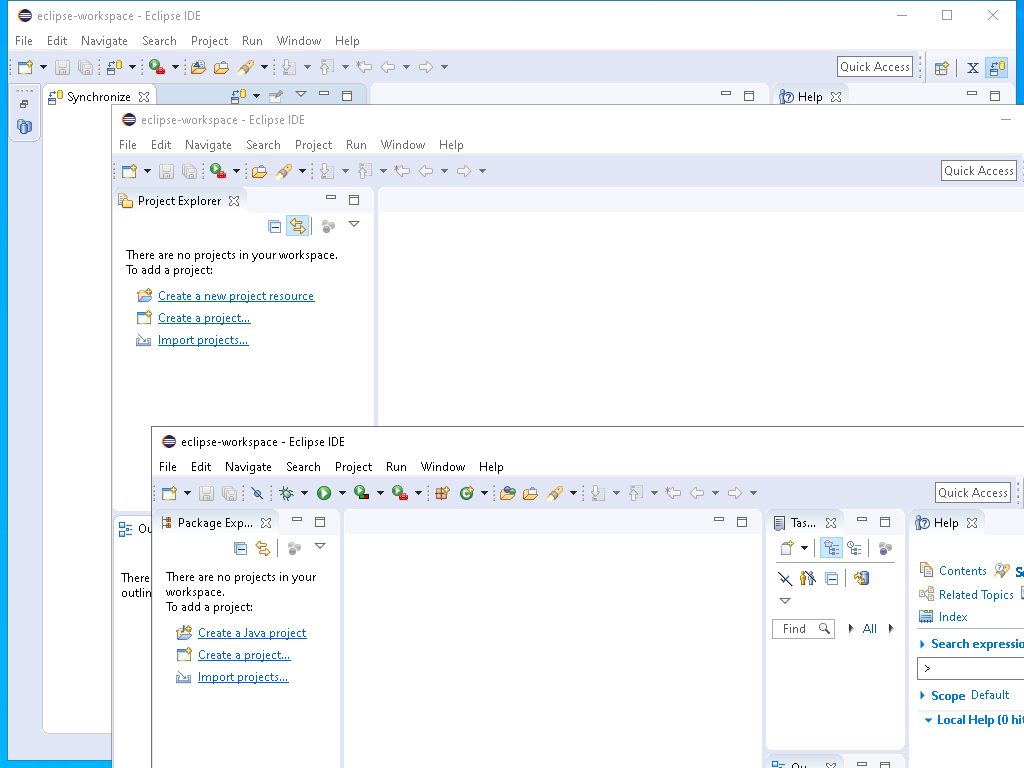 eclipse-workspace - Eclipse IDE
File Edit Navigate Search Project Run Window Help
Quick Access
Synchronize
Help
eclipse-workspace - Eclipse IDE
File Edit Navigate Search Project Run Window Help
Quick Access
Project Explorer
There are no projects in your workspace.
To add a project:
Create a new project resource
Create a project...
Import projects...
Ou
There
outlin
eclipse-workspace - Eclipse IDE
File Edit Navigate Search Project Run Window Help
Quick Access
Package Exp...
There are no projects in your
workspace.
To add a project:
Create a Java project
Create a project...
Import projects...
Tas...
Find All
Help
Contents
Related Topics
Index
Search expressio
>
Scope Default
Local Help (0 hit